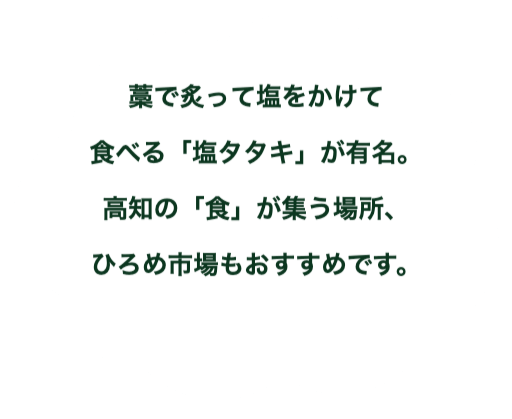 藁で炙って塩をかけて
食べる「塩タタキ」が有名。
高知の「食」が集う場所、
ひろめ市場もおすすめです。